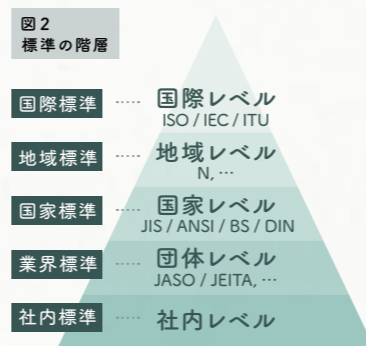 図2
標準の階層
国際標準 ····· 国際レベル
ISO / IEC / ITU
地域標準 ····· 地域レベル
N, …
国家標準 ····· 国家レベル
JIS / ANSI / BS / DIN
業界標準 ····· 団体レベル
JASO / JEITA, …
社内標準 ····· 社内レベル